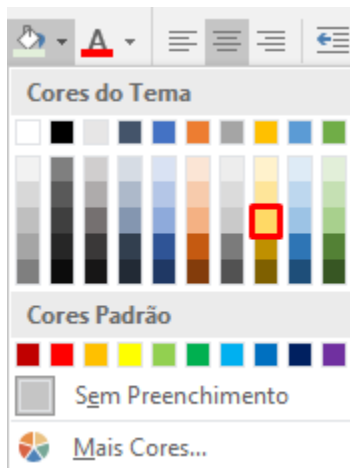 A
Cores do Tema
Cores Padrão
Sem Preenchimento
Mais Cores...